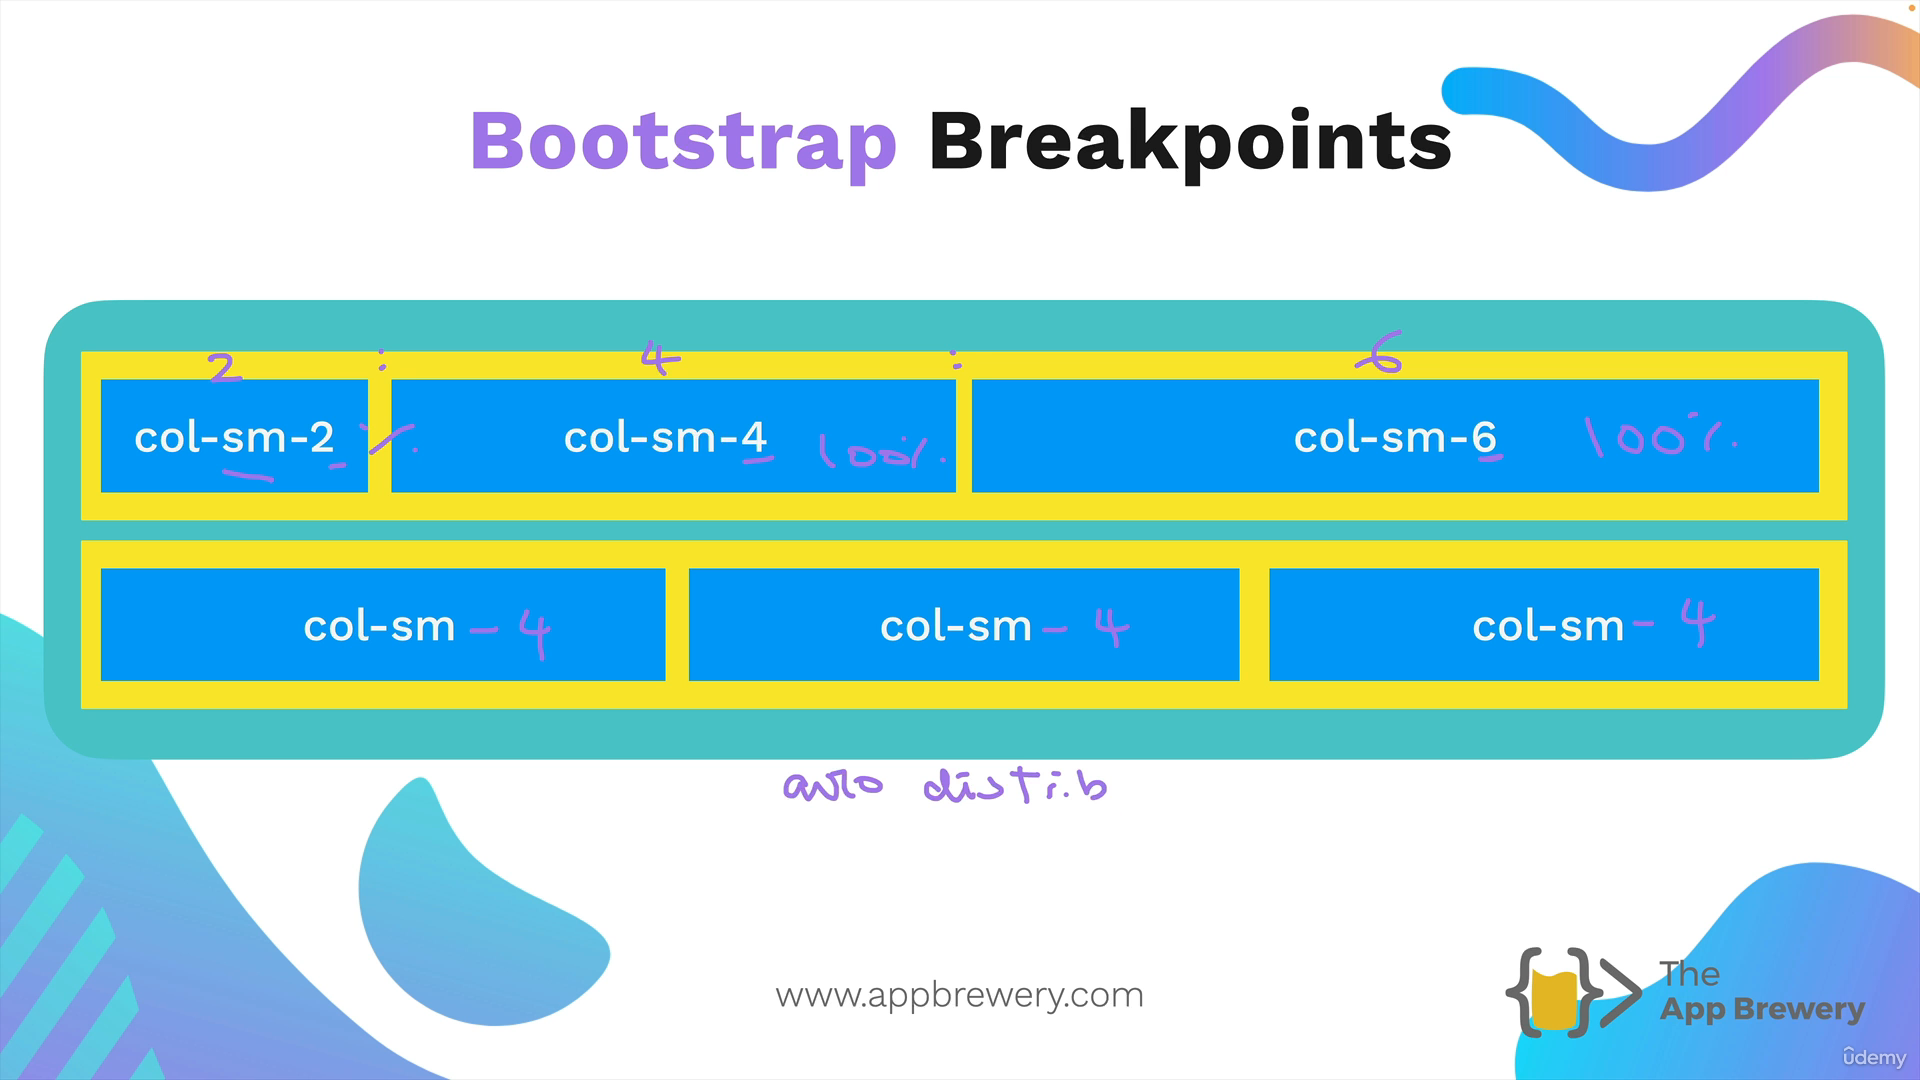 Bootstrap Breakpoints
2 : 4 : 6
col-sm-2 col-sm-4 100% col-sm-6 100%
col-sm - 4 col-sm - 4 col-sm - 4
auto distrib
www.appbrewery.com
The
App Brewery
udemy